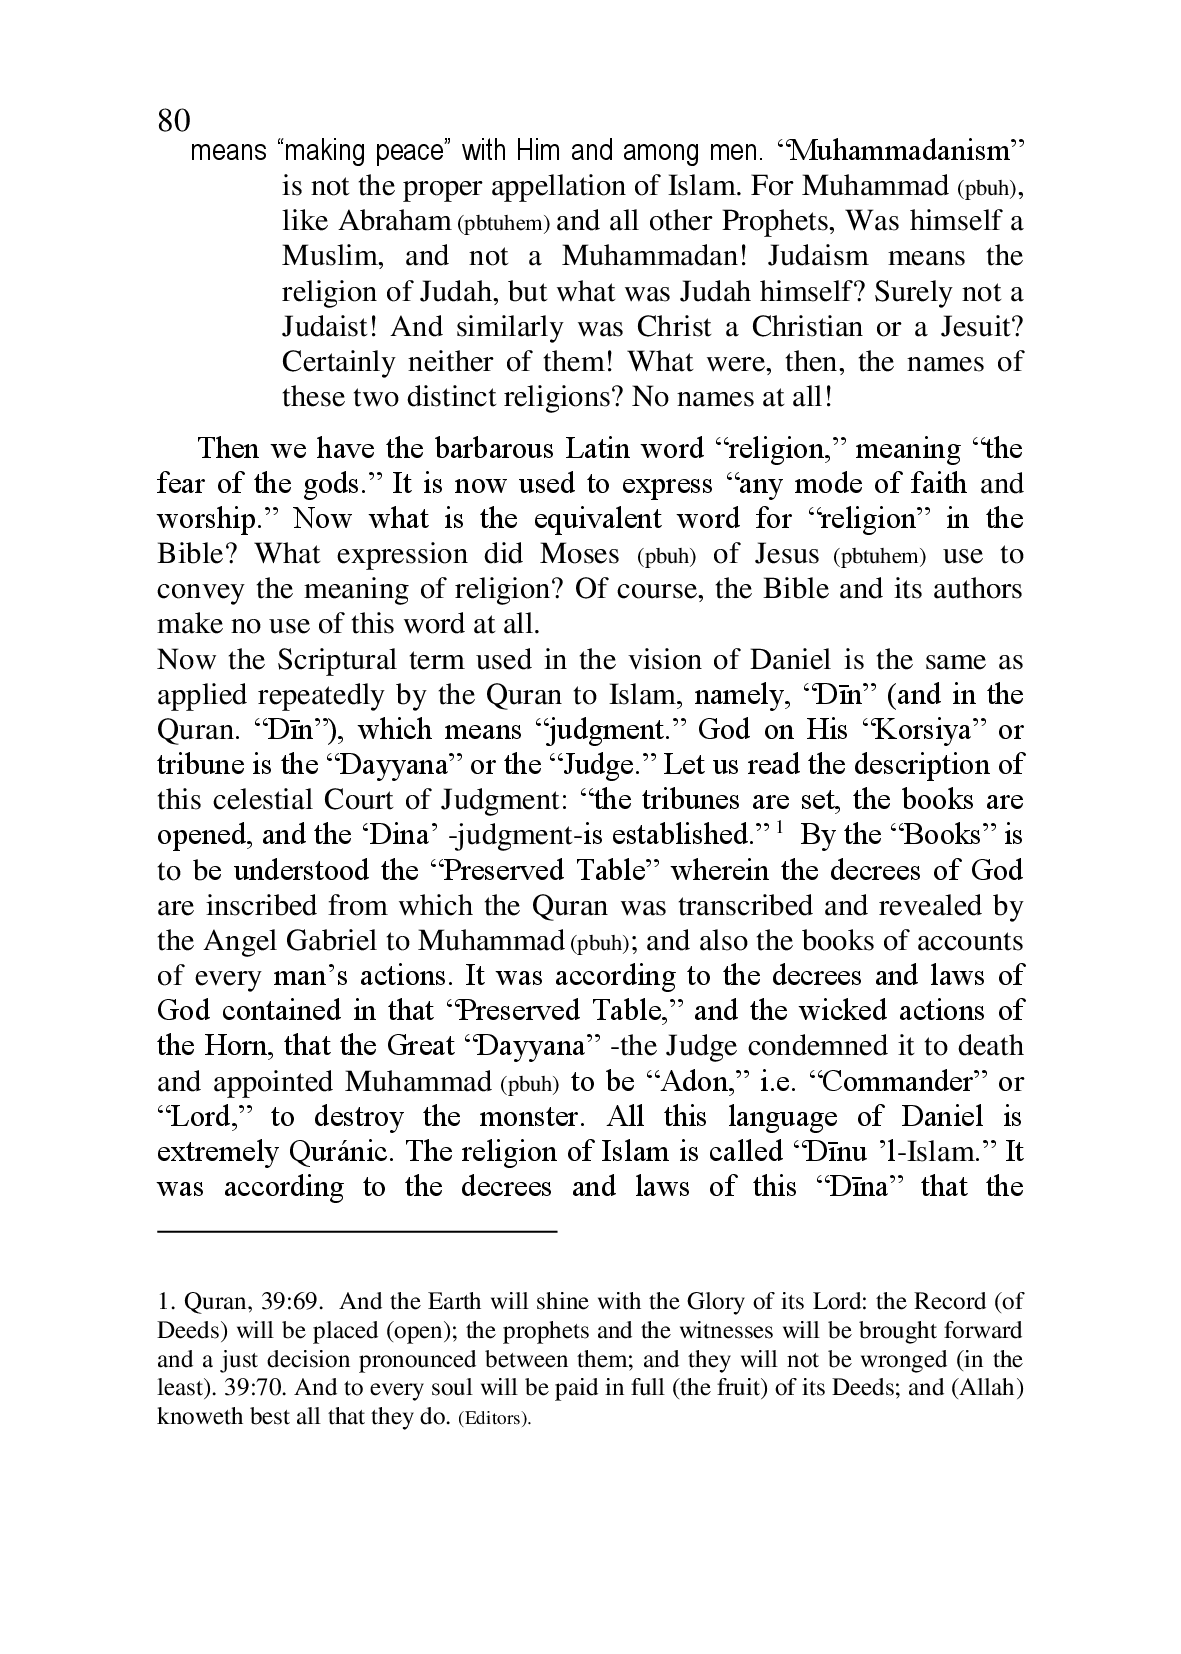 80
means “making peace” with Him and among men. “Muhammadanism”
is not the proper appellation of Islam. For Muhammad (pbuh),
like Abraham (pbtuhem) and all other Prophets, Was himself a
Muslim, and not a Muhammadan! Judaism means the
religion of Judah, but what was Judah himself? Surely not a
Judaist! And similarly was Christ a Christian or a Jesuit?
Certainly neither of them! What were, then, the names of
these two distinct religions? No names at all!
Then we have the barbarous Latin word “religion,” meaning “the
fear of the gods.” It is now used to express “any mode of faith and
worship.” Now what is the equivalent word for “religion” in the
Bible? What expression did Moses (pbuh) of Jesus (pbtuhem) use to
convey the meaning of religion? Of course, the Bible and its authors
make no use of this word at all.
Now the Scriptural term used in the vision of Daniel is the same as
applied repeatedly by the Quran to Islam, namely, “Dīn” (and in the
Quran. “Dīn”), which means “judgment.” God on His “Korsiya” or
tribune is the “Dayyana” or the “Judge.” Let us read the description of
this celestial Court of Judgment: “the tribunes are set, the books are
opened, and the ‘Dina’ -judgment-is established.” 1 By the “Books” is
to be understood the “Preserved Table” wherein the decrees of God
are inscribed from which the Quran was transcribed and revealed by
the Angel Gabriel to Muhammad (pbuh); and also the books of accounts
of every man’s actions. It was according to the decrees and laws of
God contained in that “Preserved Table,” and the wicked actions of
the Horn, that the Great “Dayyana” -the Judge condemned it to death
and appointed Muhammad (pbuh) to be “Adon,” i.e. “Commander” or
“Lord,” to destroy the monster. All this language of Daniel is
extremely Quránic. The religion of Islam is called “Dīnu ’l-Islam.” It
was according to the decrees and laws of this “Dīna” that the
1. Quran, 39:69. And the Earth will shine with the Glory of its Lord: the Record (of
Deeds) will be placed (open); the prophets and the witnesses will be brought forward
and a just decision pronounced between them; and they will not be wronged (in the
least). 39:70. And to every soul will be paid in full (the fruit) of its Deeds; and (Allah)
knoweth best all that they do. (Editors).